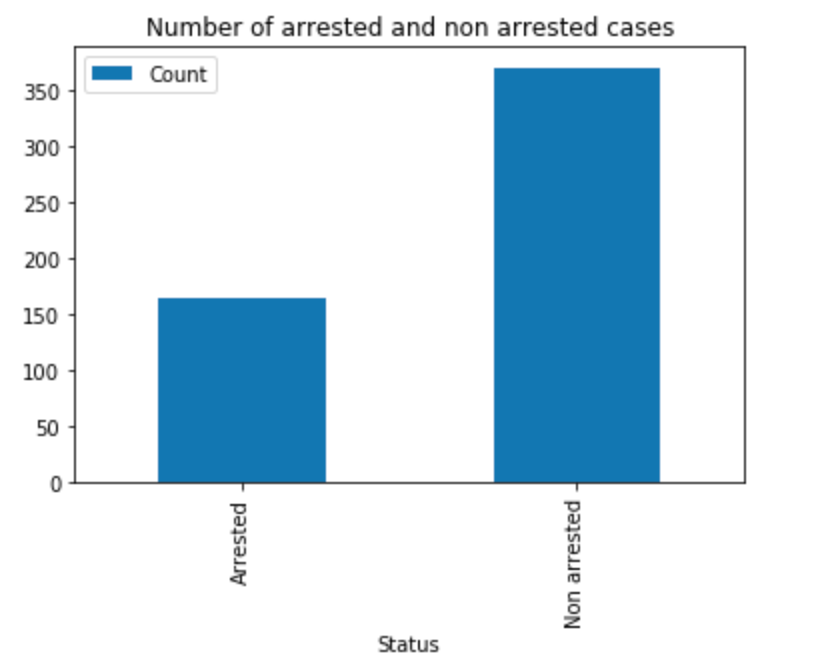 Number of arrested and non arrested cases
Count
350
300
250
200
150
100
50
0
Arrested
Non arrested
Status